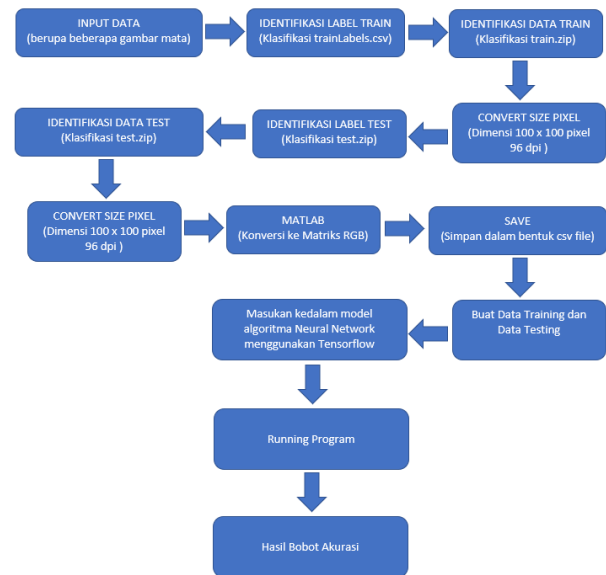 INPUT DATA
(berupa beberapa gambar mata)
IDENTIFIKASI LABEL TRAIN
(Klasifikasi trainLabels.csv)
IDENTIFIKASI DATA TRAIN
(Klasifikasi train.zip)
CONVERT SIZE PIXEL
(Dimensi 100 x 100 pixel
96 dpi )
IDENTIFIKASI LABEL TEST
(Klasifikasi test.zip)
IDENTIFIKASI DATA TEST
(Klasifikasi test.zip)
CONVERT SIZE PIXEL
(Dimensi 100 x 100 pixel
96 dpi )
MATLAB
(Konversi ke Matriks RGB)
SAVE
(Simpan dalam bentuk csv file)
Buat Data Training dan
Data Testing
Masukan kedalam model
algoritma Neural Network
menggunakan Tensorflow
Running Program
Hasil Bobot Akurasi